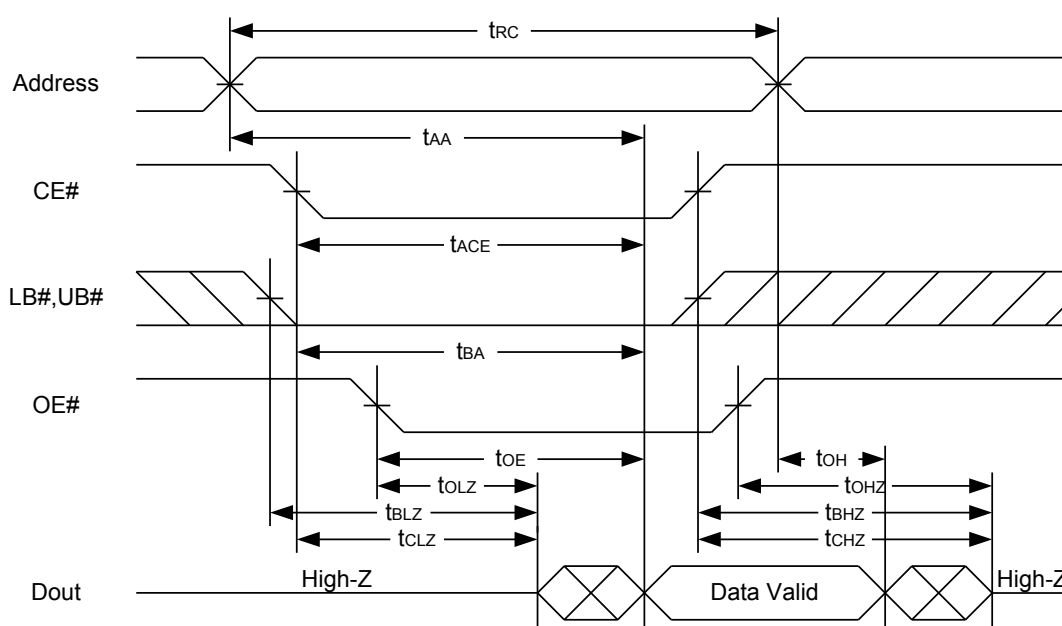 tRC
Address
tAA
CE#
tACE
LB#,UB#
tBA
OE#
tOE
tOH
tOLZ
tOHZ
tBLZ
tBHZ
tCLZ
tCHZ
Dout
High-Z
Data Valid
High-Z